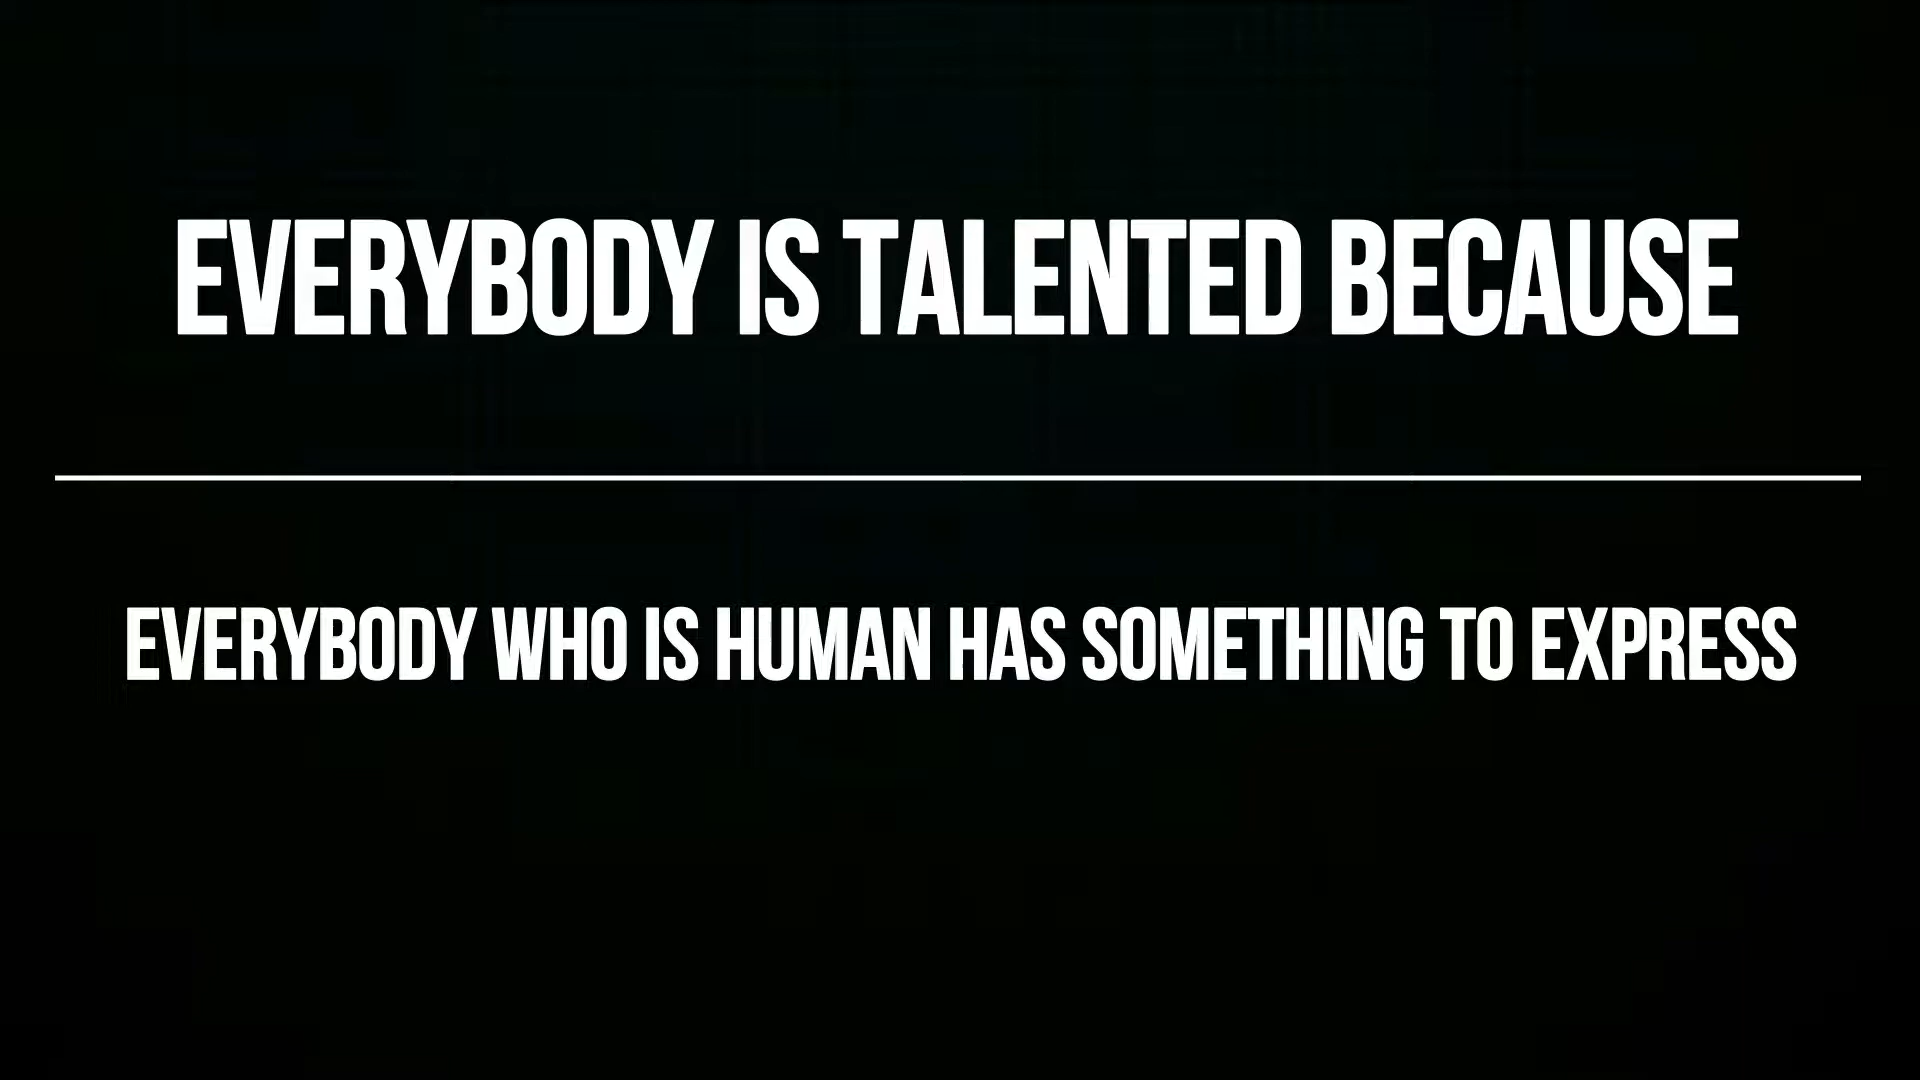 EVERYBODY IS TALENTED BECAUSE
EVERYBODY WHO IS HUMAN HAS SOMETHING TO EXPRESS